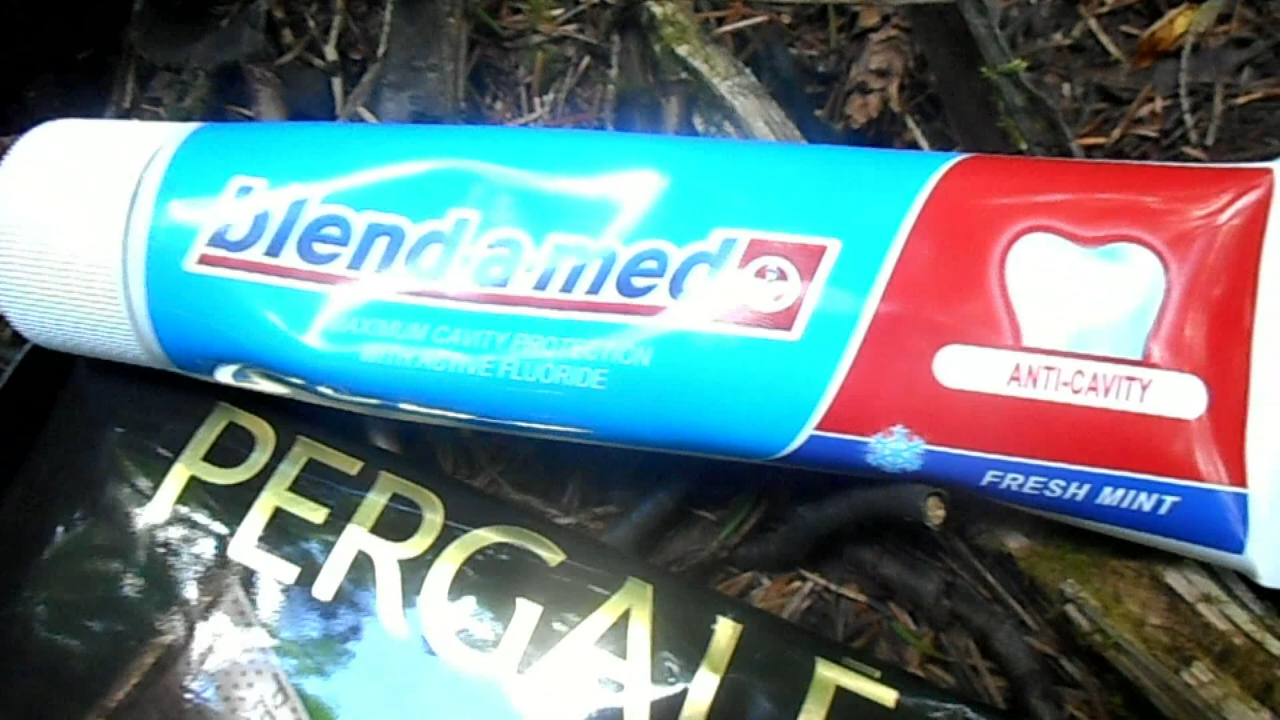 blend-a-med
MAXIMUM CAVITY PROTECTION
WITH ACTIVE FLUORIDE
ANTI-CAVITY
FRESH MINT
PERGALE